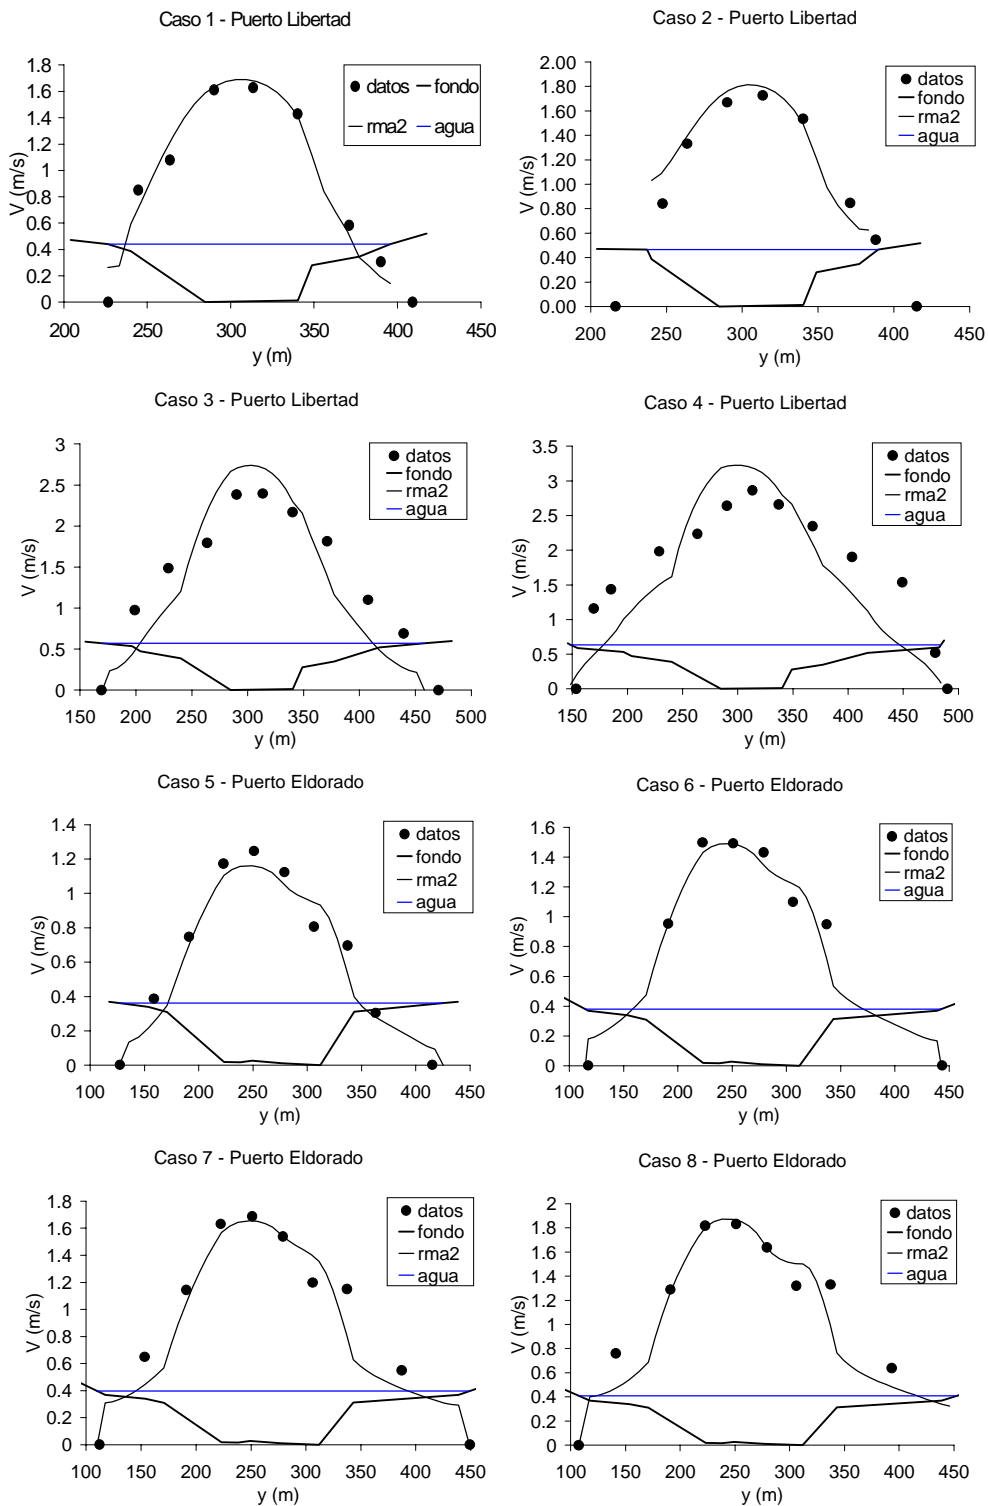 Caso 1 - Puerto Libertad
1.8
1.6
1.4
1.2
1
0.8
0.6
0.4
0.2
0
V (m/s)
200 250 300 350 400 450
y (m)
datos fondo
rma2 agua
Caso 2 - Puerto Libertad
2.00
1.80
1.60
1.40
1.20
1.00
0.80
0.60
0.40
0.20
0.00
V (m/s)
200 250 300 350 400 450
y (m)
datos
fondo
rma2
agua
Caso 3 - Puerto Libertad
3
2.5
2
1.5
1
0.5
0
V (m/s)
150 200 250 300 350 400 450 500
y (m)
datos
fondo
rma2
agua
Caso 4 - Puerto Libertad
3.5
3
2.5
2
1.5
1
0.5
0
V (m/s)
150 200 250 300 350 400 450 500
y (m)
datos
fondo
rma2
agua
Caso 5 - Puerto Eldorado
1.4
1.2
1
0.8
0.6
0.4
0.2
0
V (m/s)
100 150 200 250 300 350 400 450
y (m)
datos
fondo
rma2
agua
Caso 6 - Puerto Eldorado
1.6
1.4
1.2
1
0.8
0.6
0.4
0.2
0
V (m/s)
100 150 200 250 300 350 400 450
y (m)
datos
fondo
rma2
agua
Caso 7 - Puerto Eldorado
1.8
1.6
1.4
1.2
1
0.8
0.6
0.4
0.2
0
V (m/s)
100 150 200 250 300 350 400 450
y (m)
datos
fondo
rma2
agua
Caso 8 - Puerto Eldorado
2
1.8
1.6
1.4
1.2
1
0.8
0.6
0.4
0.2
0
V (m/s)
100 150 200 250 300 350 400 450
y (m)
datos
fondo
rma2
agua